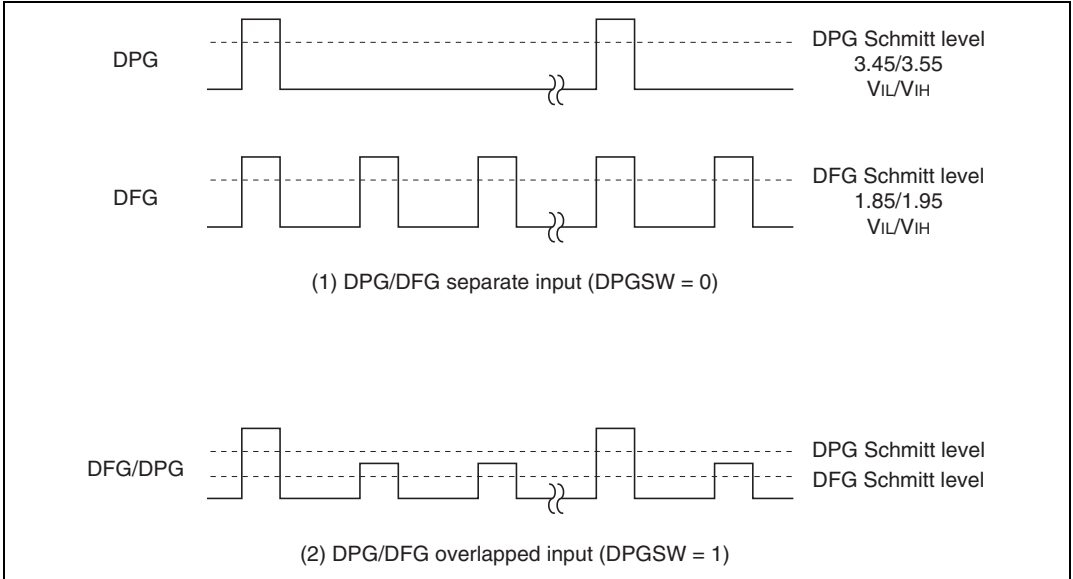 DPG
DPG Schmitt level
3.45/3.55
VIL/VIH
DFG
DFG Schmitt level
1.85/1.95
VIL/VIH
(1) DPG/DFG separate input (DPGSW = 0)
DFG/DPG
DPG Schmitt level
DFG Schmitt level
(2) DPG/DFG overlapped input (DPGSW = 1)